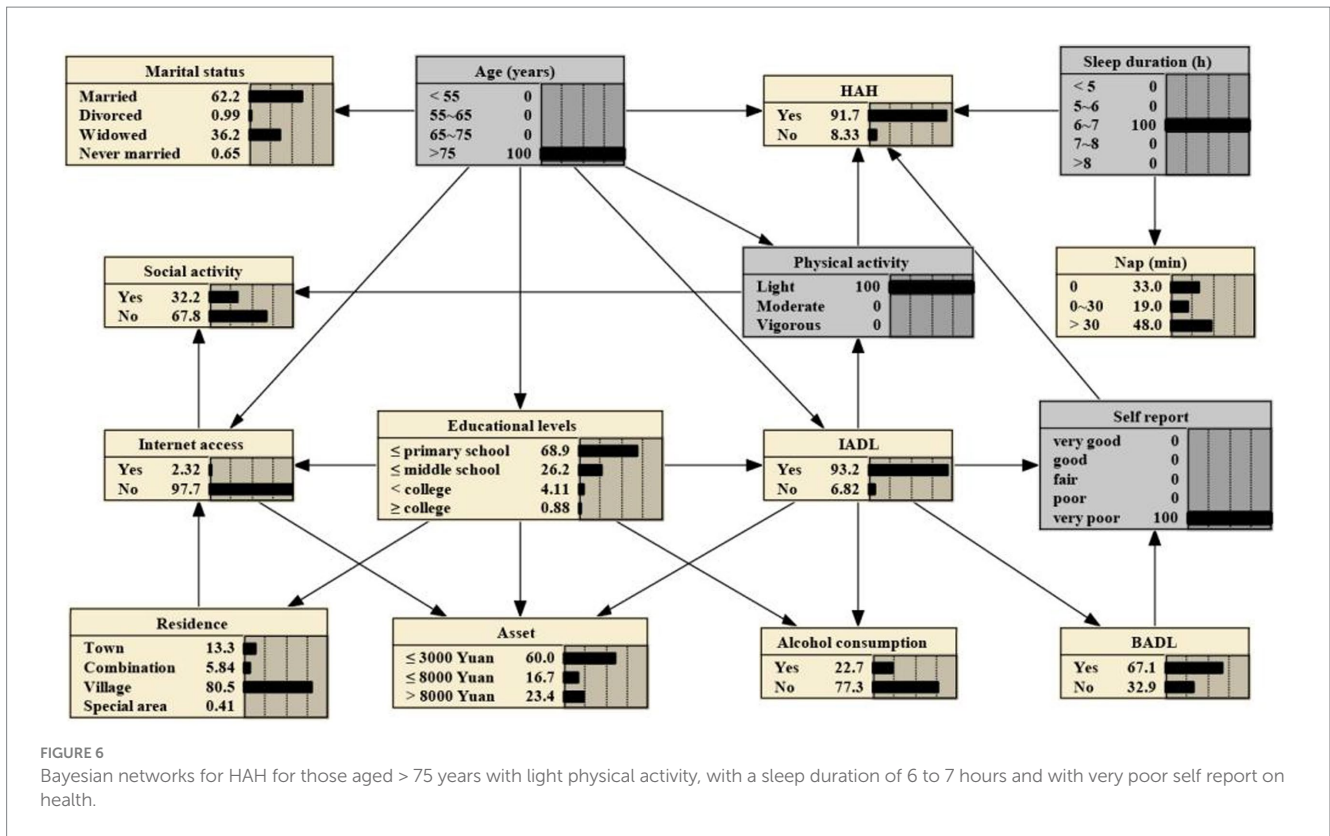 Marital status
Married 62.2
Divorced 0.99
Widowed 36.2
Never married 0.65
Age (years)
< 55 0
55~65 0
65~75 0
>75 100
HAH
Yes 91.7
No 8.33
Sleep duration (h)
< 5 0
5~6 0
6~7 100
7~8 0
>8 0
Social activity
Yes 32.2
No 67.8
Physical activity
Light 100
Moderate 0
Vigorous 0
Nap (min)
0 33.0
0~30 19.0
> 30 48.0
Internet access
Yes 2.32
No 97.7
Educational levels
≤ primary school 68.9
≤ middle school 26.2
< college 4.11
≥ college 0.88
IADL
Yes 93.2
No 6.82
Self report
very good 0
good 0
fair 0
poor 0
very poor 100
Residence
Town 13.3
Combination 5.84
Village 80.5
Special area 0.41
Asset
≤ 3000 Yuan 60.0
≤ 8000 Yuan 16.7
> 8000 Yuan 23.4
Alcohol consumption
Yes 22.7
No 77.3
BADL
Yes 67.1
No 32.9
FIGURE 6
Bayesian networks for HAH for those aged > 75 years with light physical activity, with a sleep duration of 6 to 7 hours and with very poor self report on
health.